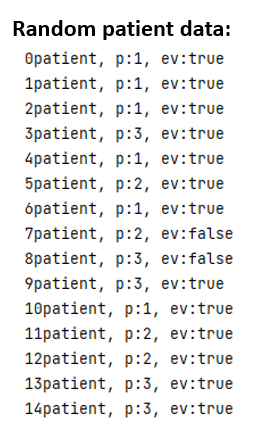 Random patient data:
0patient, p:1, ev:true
1patient, p:1, ev:true
2patient, p:1, ev:true
3patient, p:3, ev:true
4patient, p:1, ev:true
5patient, p:2, ev:true
6patient, p:1, ev:true
7patient, p:2, ev:false
8patient, p:3, ev:false
9patient, p:3, ev:true
10patient, p:1, ev:true
11patient, p:2, ev:true
12patient, p:2, ev:true
13patient, p:3, ev:true
14patient, p:3, ev:true